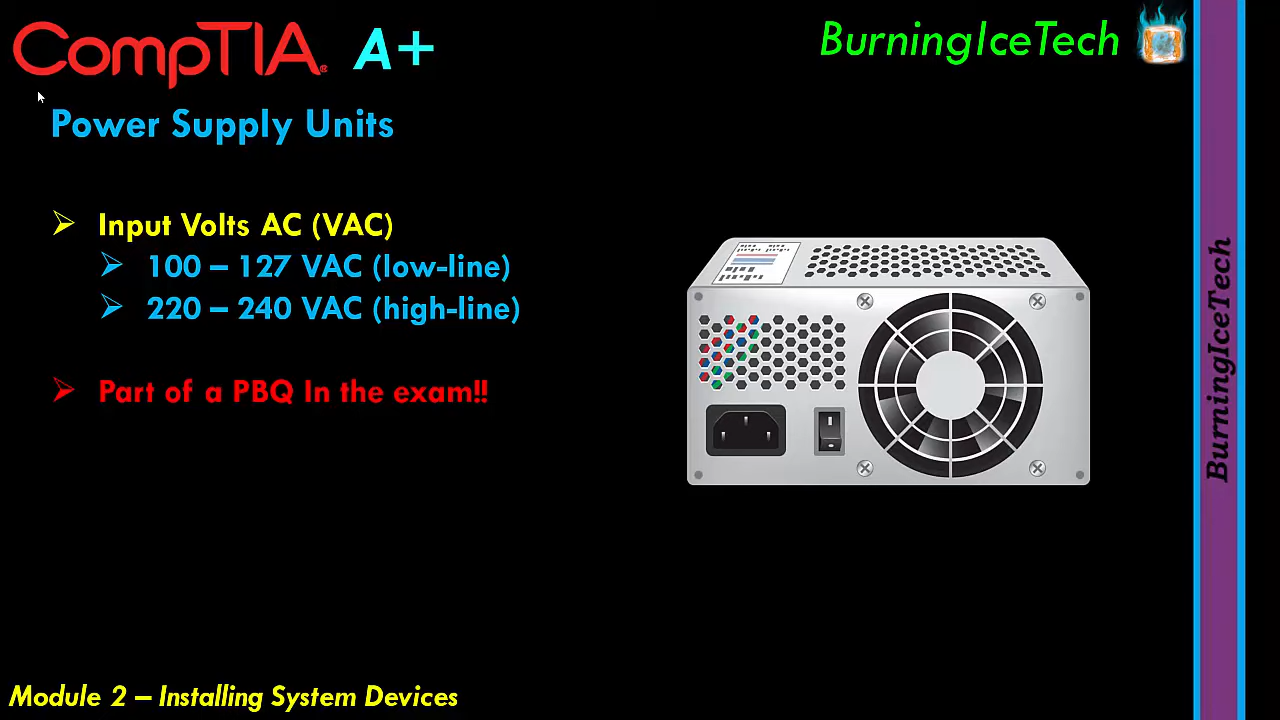 CompTIA® A+
BurningIceTech
Power Supply Units
Input Volts AC (VAC)
100 – 127 VAC (low-line)
220 – 240 VAC (high-line)
Part of a PBQ In the exam!!
BurningIceTech
Module 2 – Installing System Devices